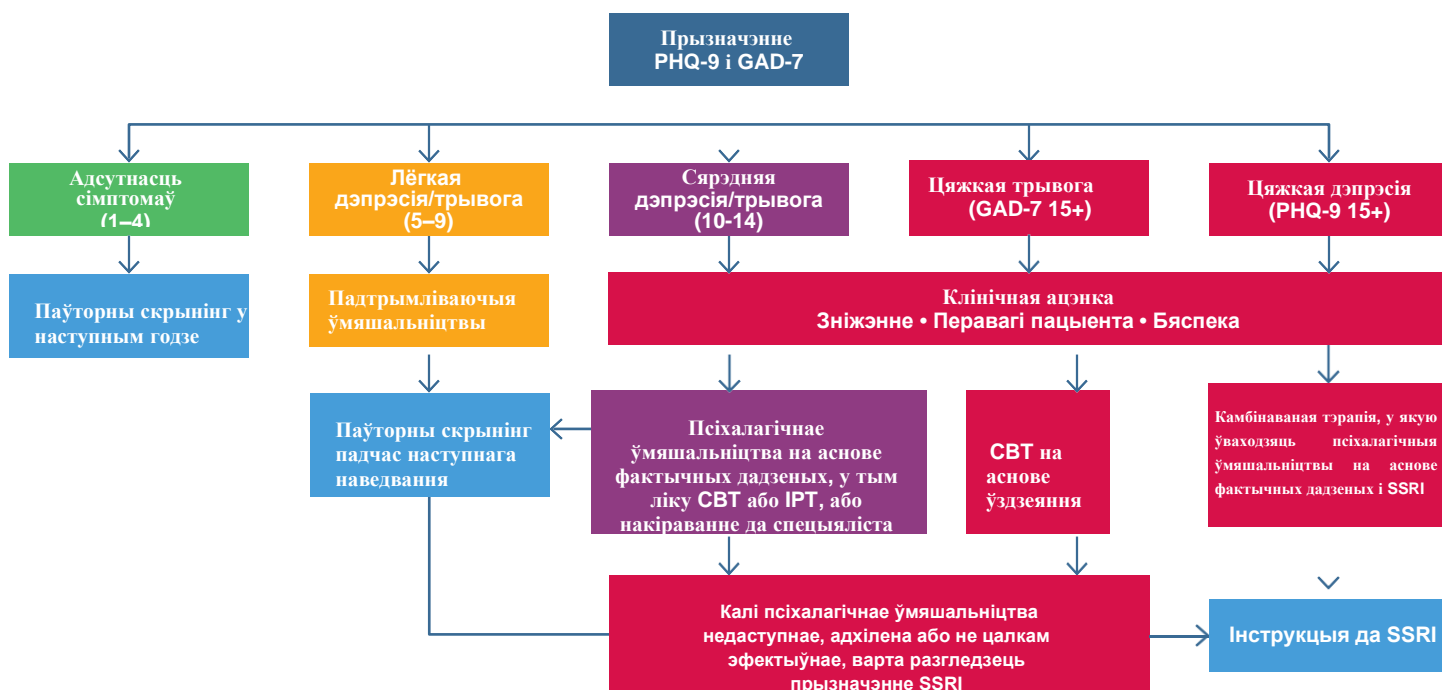 Прызначэнне
PHQ-9 і GAD-7
Адсутнасць
сімптомаў
(1–4)
Лёгкая
дэпрэсія/трывога
(5–9)
Сярэдняя
дэпрэсія/трывога
(10-14)
Цяжкая трывога
(GAD-7 15+)
Цяжкая дэпрэсія
(PHQ-9 15+)
Паўторны скрынінг у
наступным годзе
Падтрымліваючыя
ўмяшальніцтвы
Клінічная ацэнка
Зніжэнне • Перавагі пацыента • Бяспека
Паўторны скрынінг
падчас наступнага
наведвання
Псіхалагічнае
ўмяшальніцтва на аснове
фактычных дадзеных, у тым
ліку CBT або IPT, або
накіраванне да спецыяліста
CBT на
аснове
ўздзеяння
Камбінаваная тэрапія, у якую
ўваходзяць псіхалагічныя
ўмяшальніцтвы на аснове
фактычных дадзеных і SSRI
Калі псіхалагічнае ўмяшальніцтва
недаступнае, адхілена або не цалкам
эфектыўнае, варта разгледзець
прызначэнне SSRI
Інструкцыя да SSRI